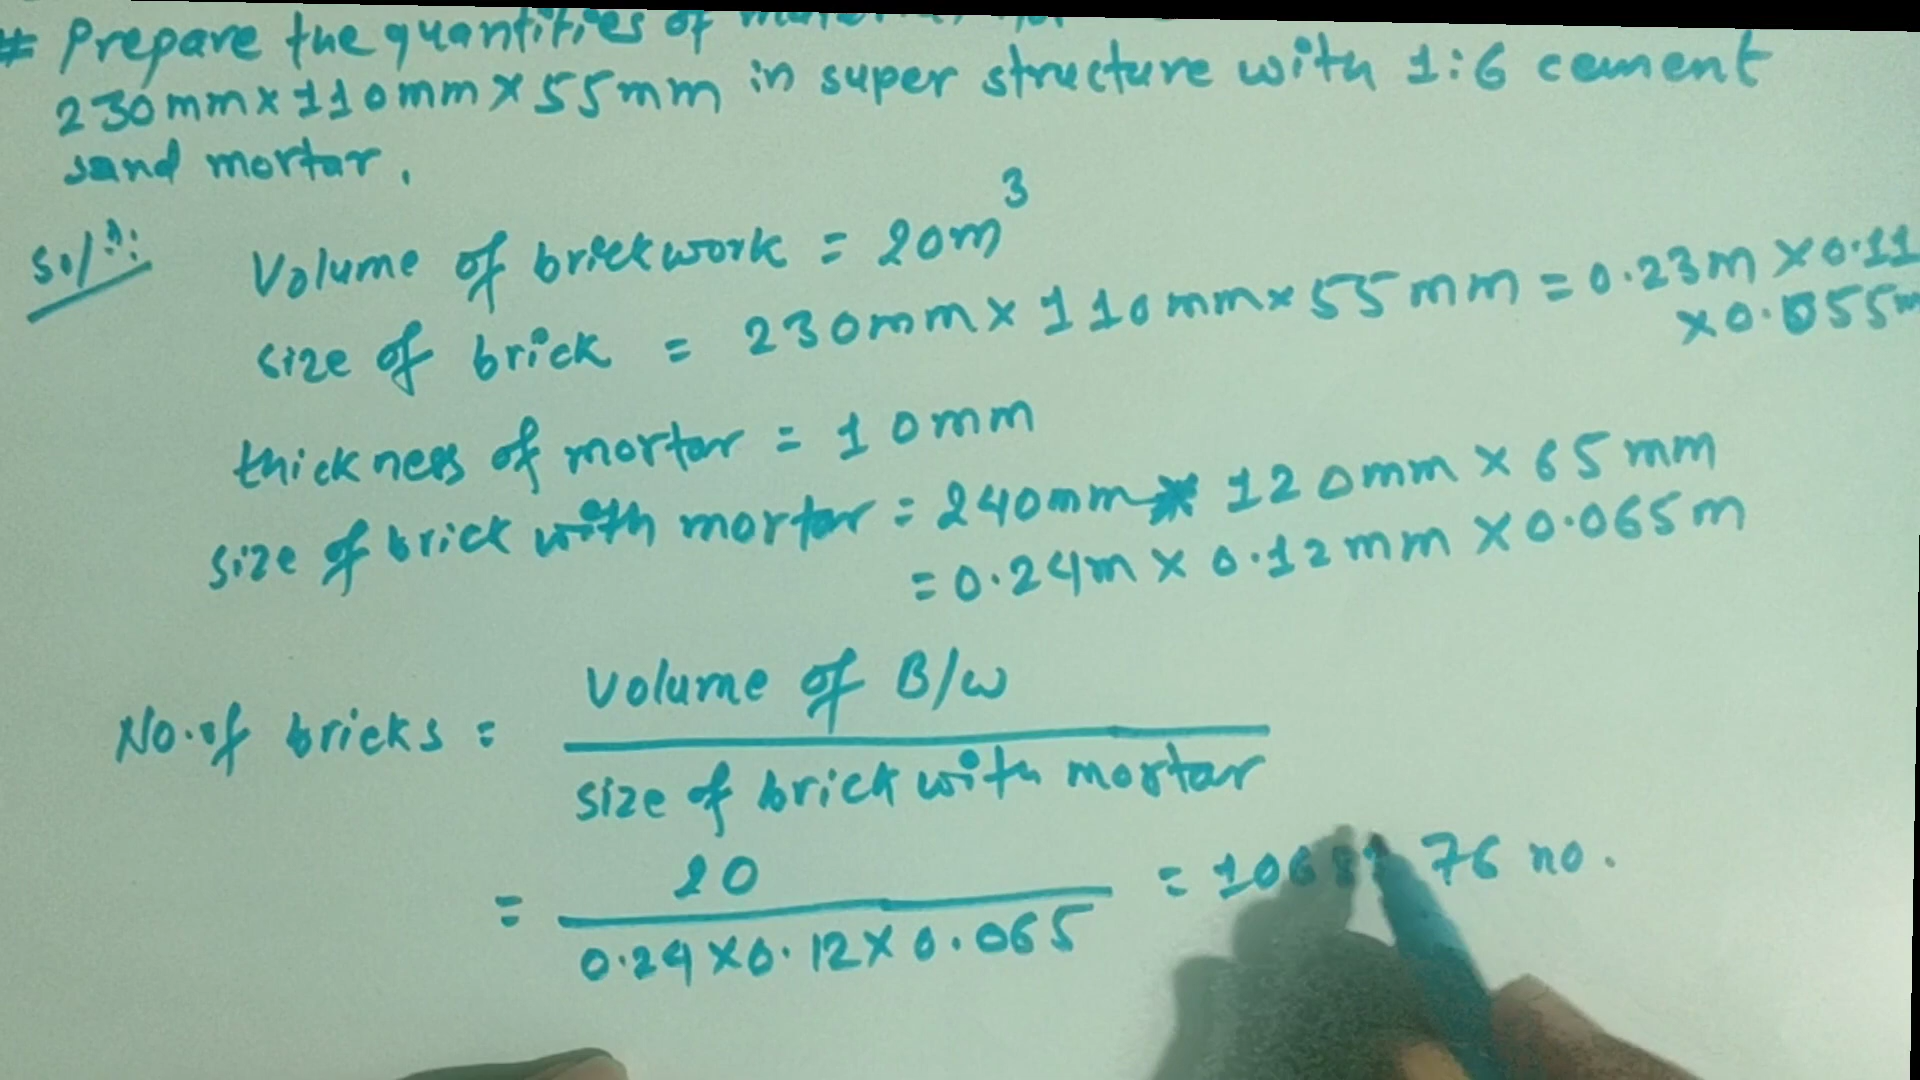 # Prepare the quantities of
230mm x 110mm x 55mm in super structure with 1:6 cement
sand mortar.
Solⁿ:
Volume of brickwork = 20m³
size of brick = 230mm x 110mm x 55mm = 0.23m x 0.11
x 0.055m
thickness of mortar = 10mm
size of brick with mortar = 240mm x 120mm x 65mm
= 0.24m x 0.12mm x 0.065m
No. of bricks = Volume of B/w
size of brick with mortar
= 20
0.24 x 0.12 x 0.065
= 76 no.